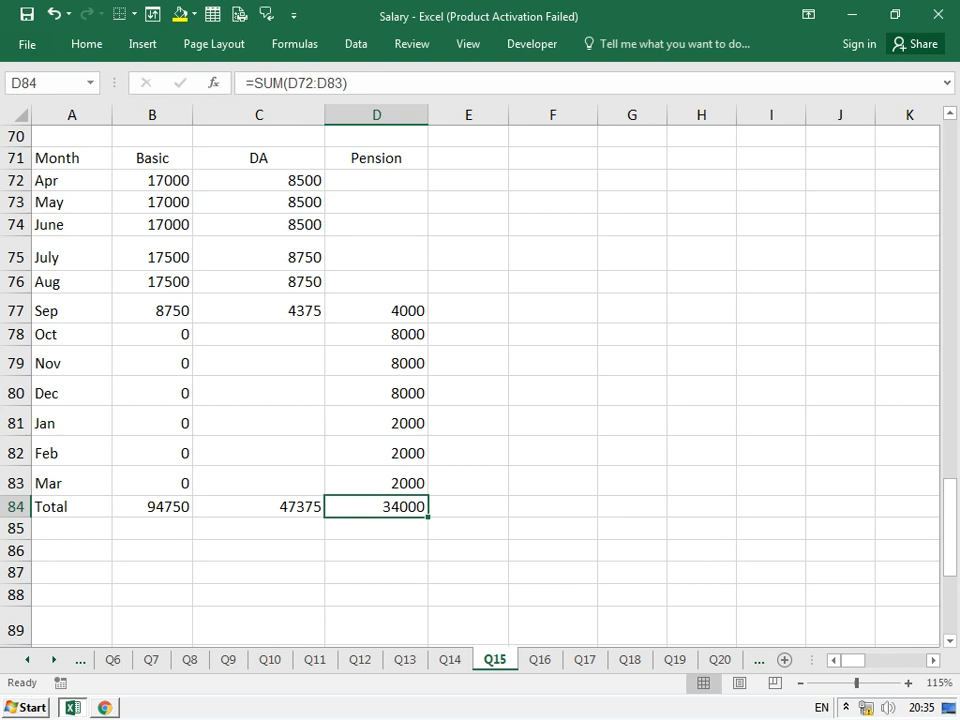 Salary - Excel (Product Activation Failed)
File Home Insert Page Layout Formulas Data Review View Developer Tell me what you want to do... Sign in Share
D84 fx =SUM(D72:D83)
A B C D E F G H I J K
70
71 Month Basic DA Pension
72 Apr 17000 8500
73 May 17000 8500
74 June 17000 8500
75 July 17500 8750
76 Aug 17500 8750
77 Sep 8750 4375 4000
78 Oct 0 8000
79 Nov 0 8000
80 Dec 0 8000
81 Jan 0 2000
82 Feb 0 2000
83 Mar 0 2000
84 Total 94750 47375 34000
85
86
87
88
89
... Q6 Q7 Q8 Q9 Q10 Q11 Q12 Q13 Q14 Q15 Q16 Q17 Q18 Q19 Q20 ...
Ready 115%
Start EN 20:35